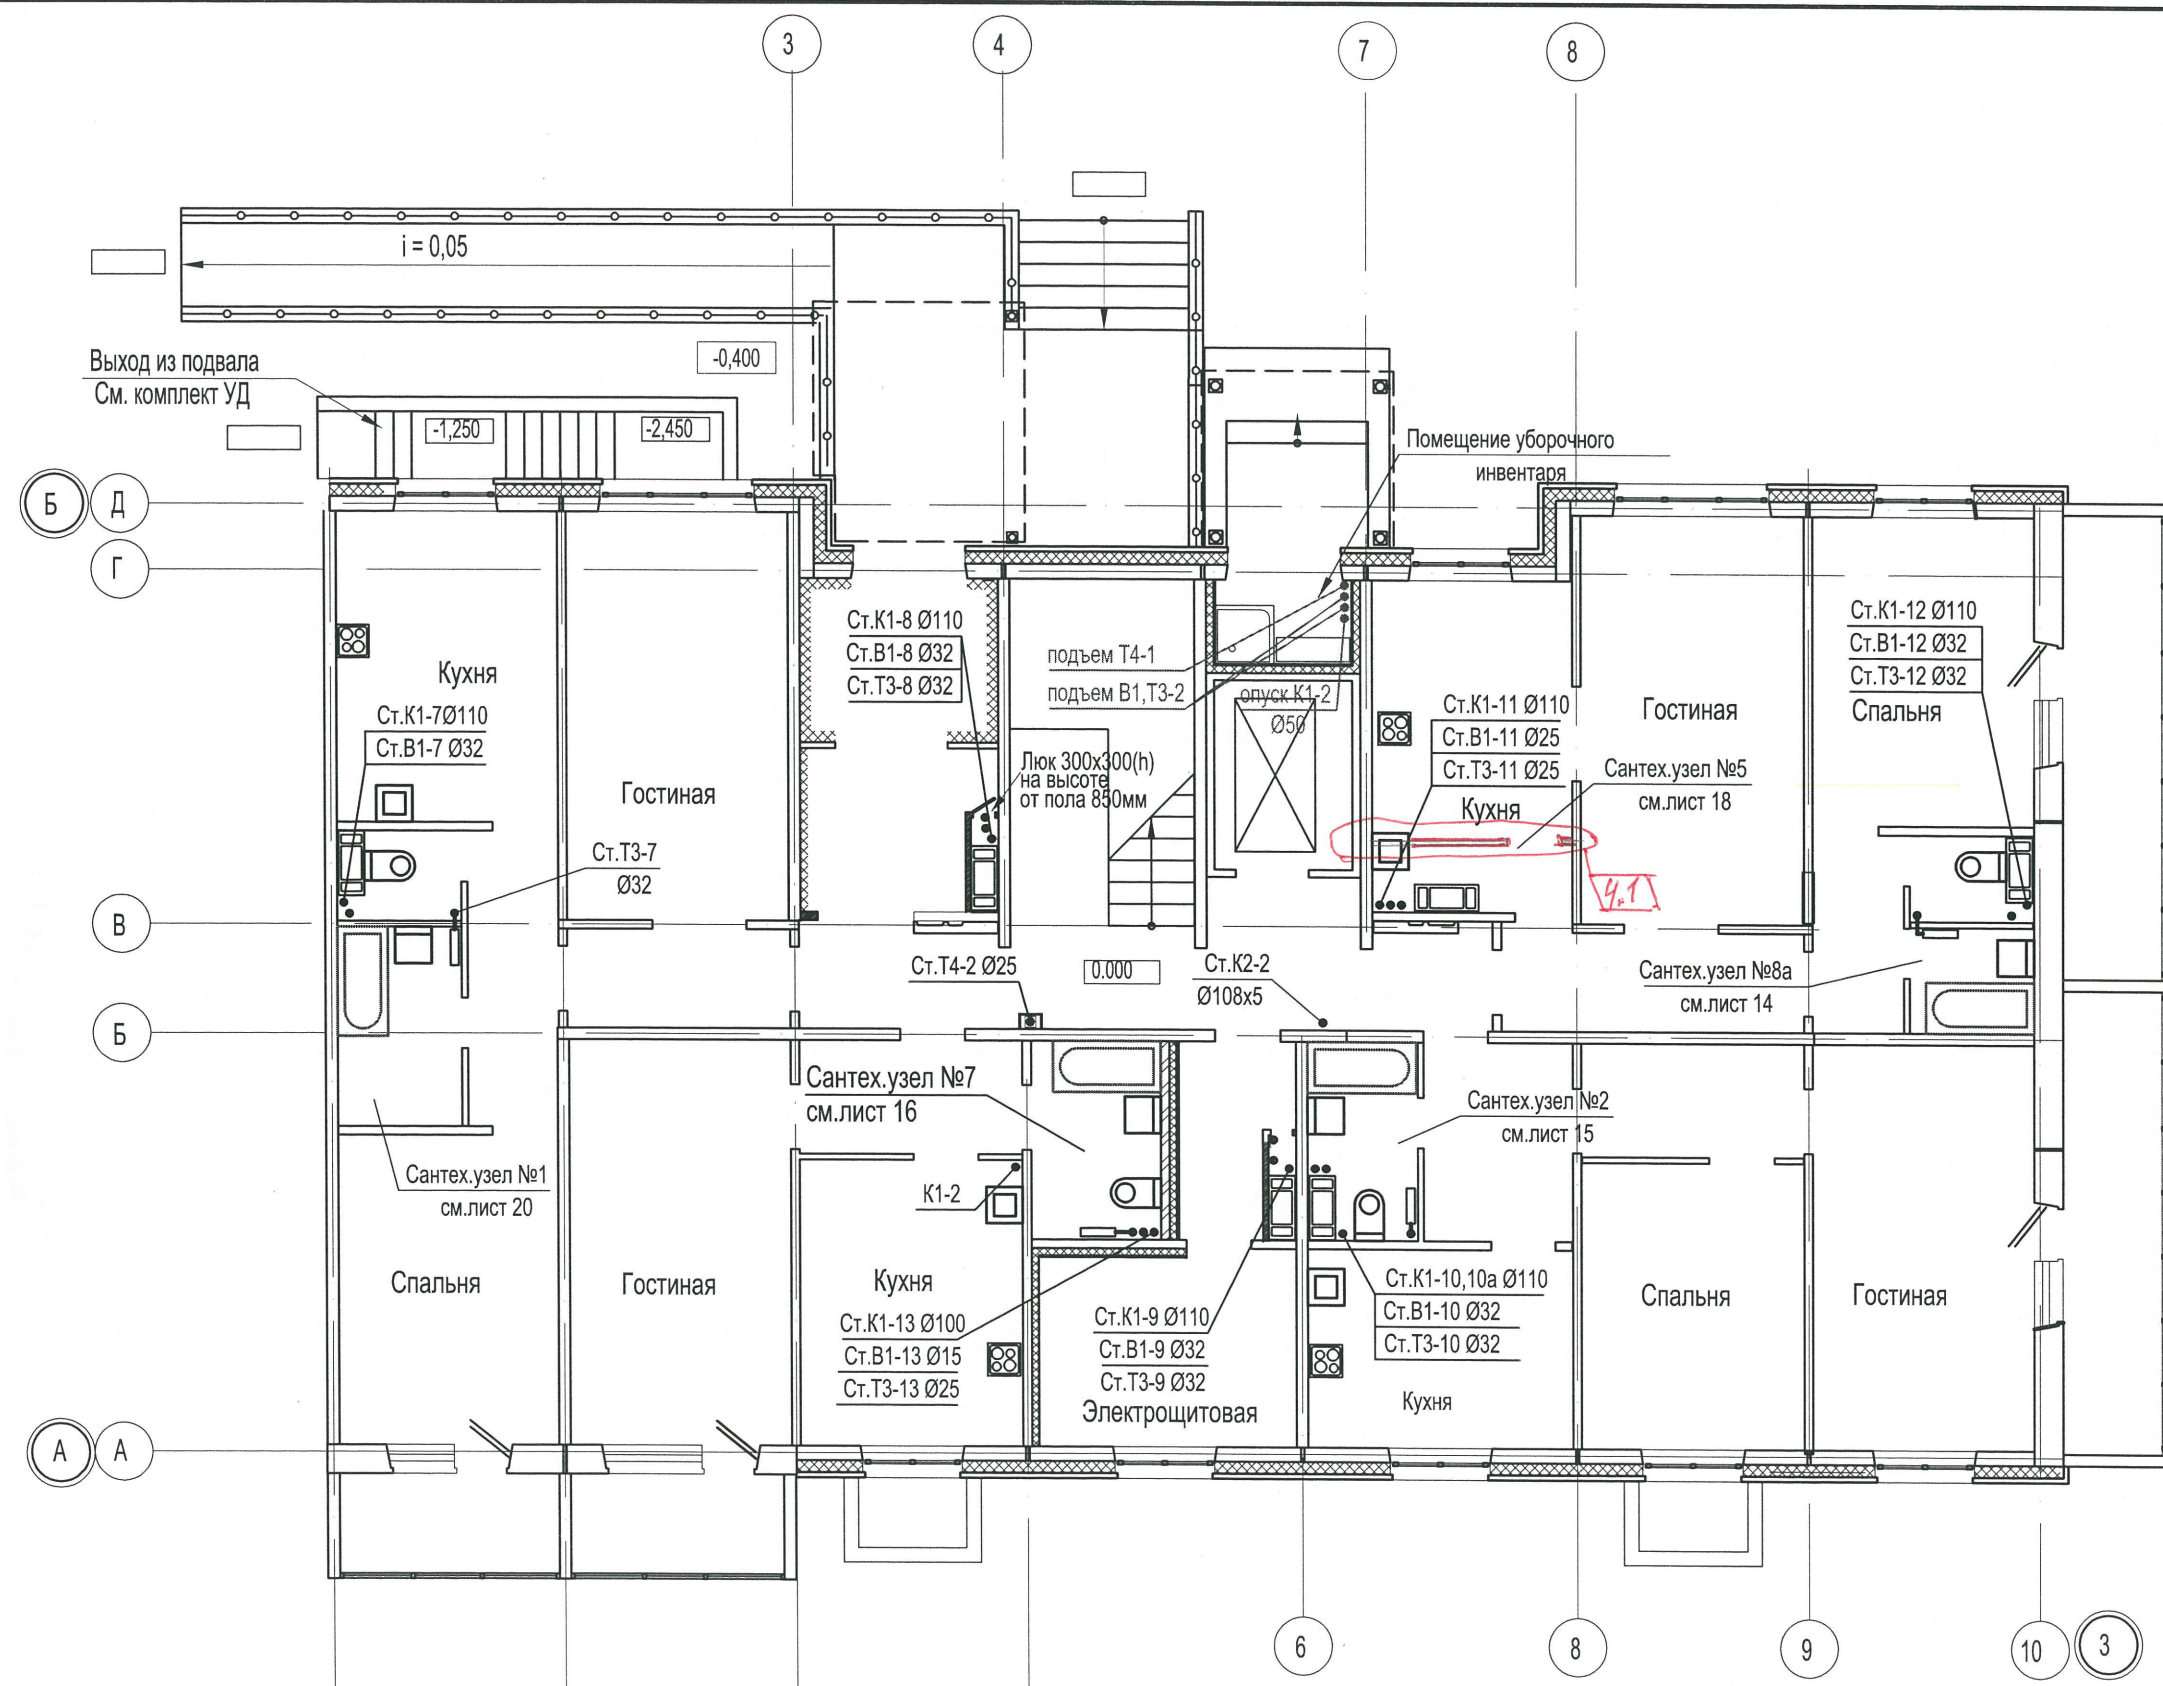 3
4
7
8
i = 0,05
-0,400
Выход из подвала
См. комплект УД
-1,250
-2,450
Помещение уборочного
инвентаря
Б
Д
Г
Ст.К1-8 Ø110
Ст.В1-8 Ø32
Ст.Т3-8 Ø32
подъем Т4-1
подъем В1,Т3-2
опуск К1-2
Ø50
Ст.К1-12 Ø110
Ст.В1-12 Ø32
Ст.Т3-12 Ø32
Спальня
Кухня
Ст.К1-7Ø110
Ст.В1-7 Ø32
Гостиная
Ст.К1-11 Ø110
Ст.В1-11 Ø25
Ст.Т3-11 Ø25
Кухня
Гостиная
Люк 300x300(h)
на высоте
от пола 850мм
Сантех.узел №5
см.лист 18
Ст.Т3-7
Ø32
Ч.1
В
Ст.Т4-2 Ø25
0.000
Ст.К2-2
Ø108x5
Сантех.узел №8а
см.лист 14
Б
Сантех.узел №7
см.лист 16
Сантех.узел №2
см.лист 15
Сантех.узел №1
см.лист 20
К1-2
Спальня
Гостиная
Кухня
Ст.К1-13 Ø100
Ст.В1-13 Ø15
Ст.Т3-13 Ø25
Ст.К1-9 Ø110
Ст.В1-9 Ø32
Ст.Т3-9 Ø32
Электрощитовая
Ст.К1-10,10а Ø110
Ст.В1-10 Ø32
Ст.Т3-10 Ø32
Кухня
Спальня
Гостиная
А
А
6
8
9
10
3